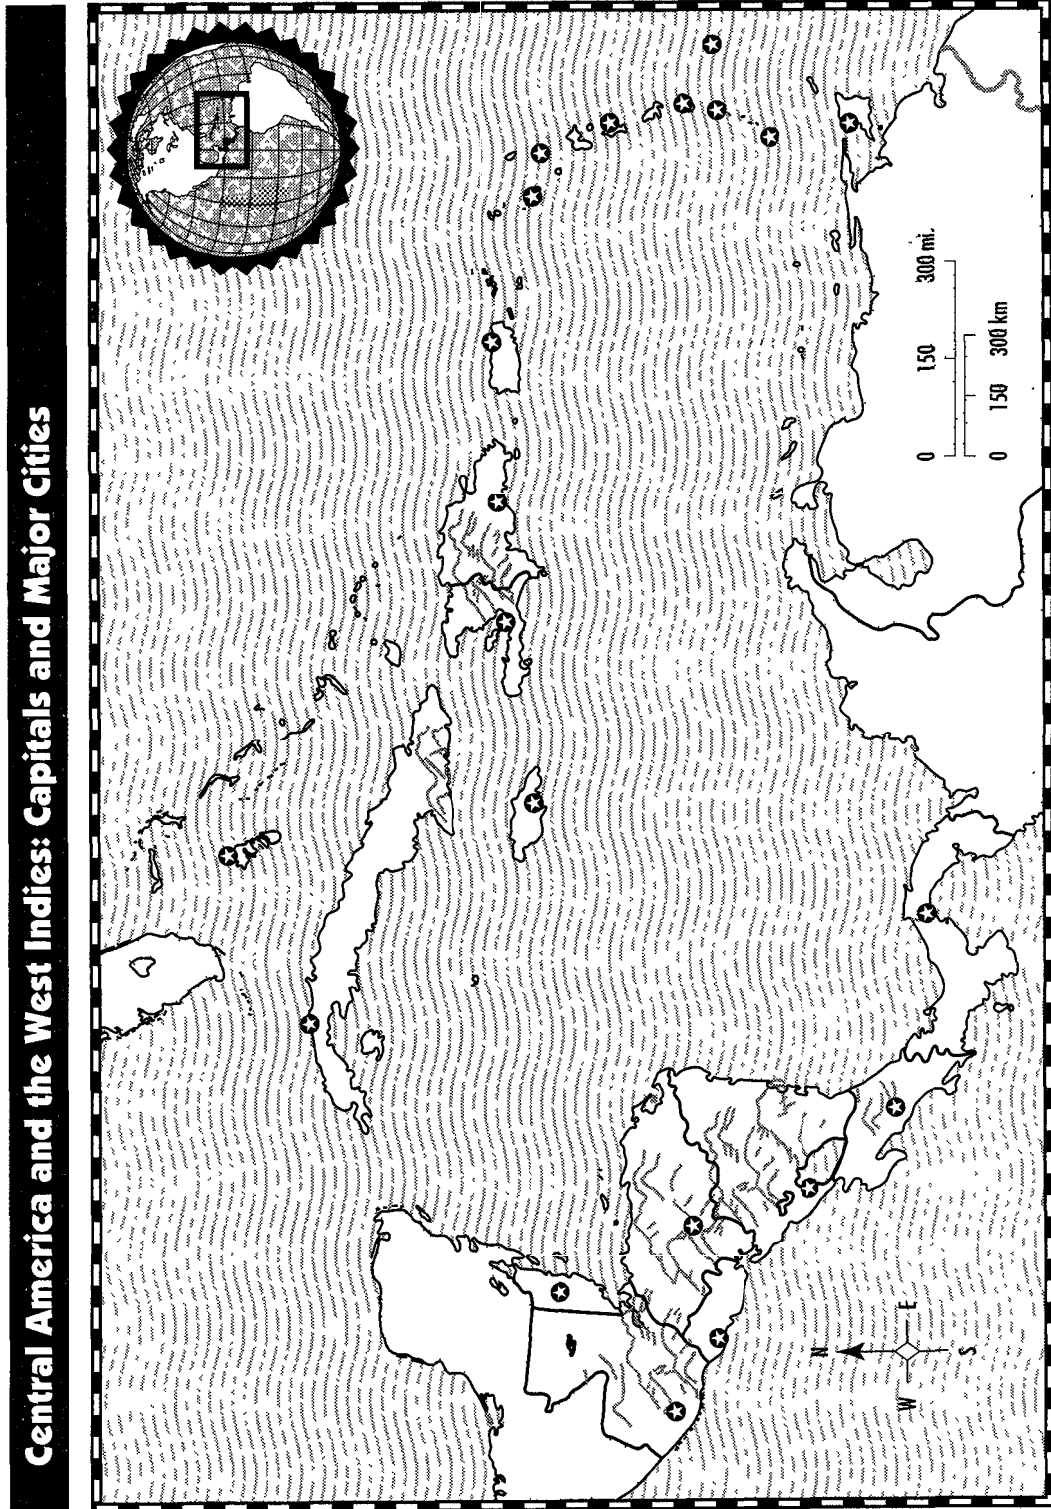 Central America and the West Indies: Capitals and Major Cities
0 150 300 mi.
0 150 300 km
N
W E
S